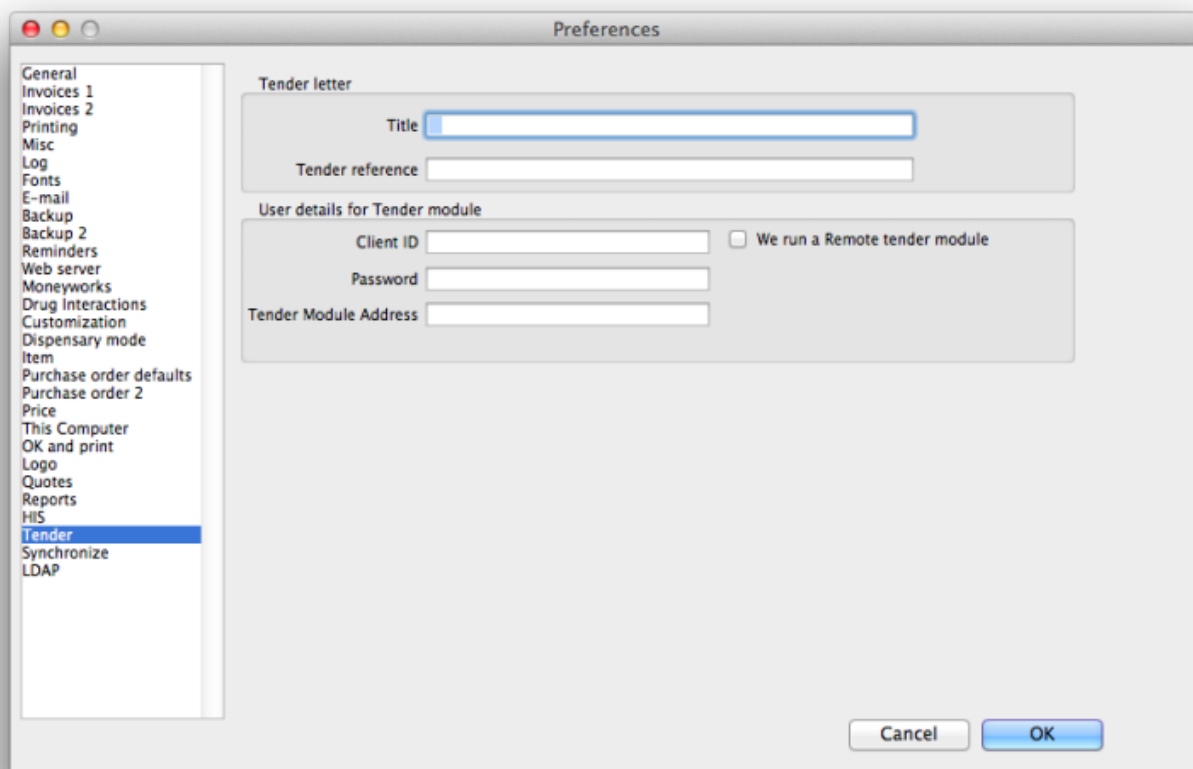 Preferences
General
Invoices 1
Invoices 2
Printing
Misc
Log
Fonts
E-mail
Backup
Backup 2
Reminders
Web server
Moneyworks
Drug Interactions
Customization
Dispensary mode
Item
Purchase order defaults
Purchase order 2
Price
This Computer
OK and print
Logo
Quotes
Reports
HIS
Tender
Synchronize
LDAP
Tender letter
Title
Tender reference
User details for Tender module
Client ID
We run a Remote tender module
Password
Tender Module Address
Cancel
OK